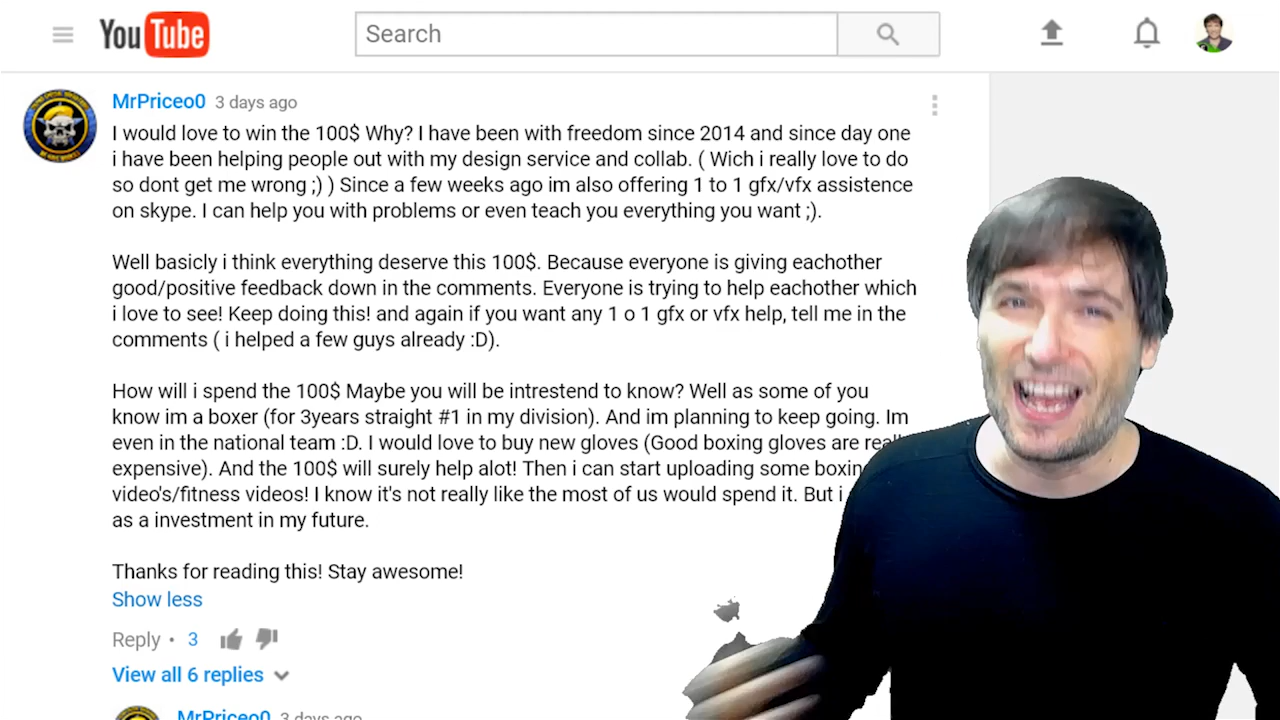 YouTube
Search
MrPriceo0 3 days ago
I would love to win the 100$ Why? I have been with freedom since 2014 and since day one
i have been helping people out with my design service and collab. ( Wich i really love to do
so dont get me wrong ;) ) Since a few weeks ago im also offering 1 to 1 gfx/vfx assistence
on skype. I can help you with problems or even teach you everything you want ;).
Well basicly i think everything deserve this 100$. Because everyone is giving eachother
good/positive feedback down in the comments. Everyone is trying to help eachother which
i love to see! Keep doing this! and again if you want any 1 o 1 gfx or vfx help, tell me in the
comments ( i helped a few guys already :D).
How will i spend the 100$ Maybe you will be intrestend to know? Well as some of you
know im a boxer (for 3years straight #1 in my division). And im planning to keep going. Im
even in the national team :D. I would love to buy new gloves (Good boxing gloves are
expensive). And the 100$ will surely help alot! Then i can start uploading some
video's/fitness videos! I know it's not really like the most of us would spend it. But i
as a investment in my future.
Thanks for reading this! Stay awesome!
Show less
Reply • 3
View all 6 replies
MrPriceo0 3 days ago